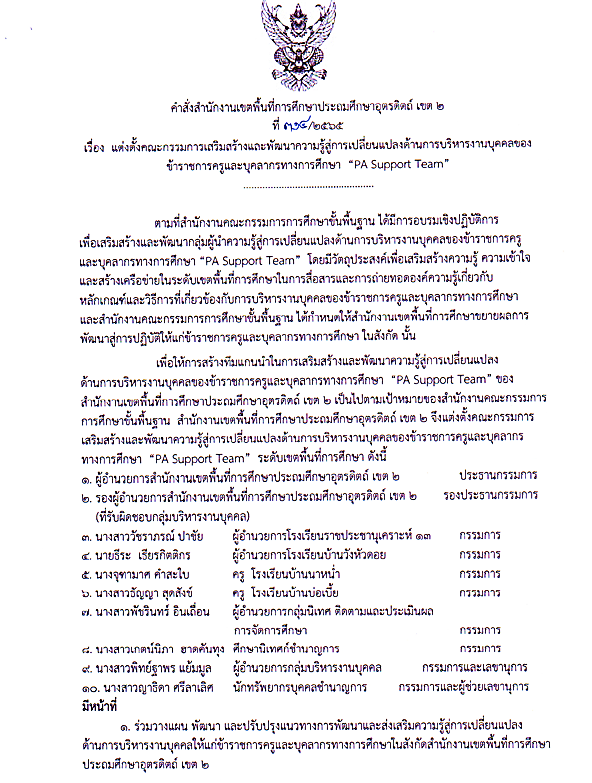 คำสั่งสำนักงานเขตพื้นที่การศึกษาประถมศึกษาอุตรดิตถ์ เขต ๒
ที่ ๓๗๔/๒๕๖๕
เรื่อง แต่งตั้งคณะกรรมการเสริมสร้างและพัฒนาความรู้สู่การเปลี่ยนแปลงด้านการบริหารงานบุคคลของ
ข้าราชการครูและบุคลากรทางการศึกษา “PA Support Team”
ตามที่สำนักงานคณะกรรมการการศึกษาขั้นพื้นฐาน ได้มีการอบรมเชิงปฏิบัติการ
เพื่อเสริมสร้างและพัฒนากลุ่มผู้นำความรู้สู่การเปลี่ยนแปลงด้านการบริหารงานบุคคลของข้าราชการครู
และบุคลากรทางการศึกษา “PA Support Team” โดยมีวัตถุประสงค์เพื่อเสริมสร้างความรู้ ความเข้าใจ
และสร้างเครือข่ายในระดับเขตพื้นที่การศึกษาในการสื่อสารและการถ่ายทอดองค์ความรู้เกี่ยวกับ
หลักเกณฑ์และวิธีการที่เกี่ยวข้องกับการบริหารงานบุคคลของข้าราชการครูและบุคลากรทางการศึกษา
และสำนักงานคณะกรรมการการศึกษาขั้นพื้นฐาน ได้กำหนดให้สำนักงานเขตพื้นที่การศึกษาขยายผลการ
พัฒนาสู่การปฏิบัติให้แก่ข้าราชการครูและบุคลากรทางการศึกษา ในสังกัด นั้น
เพื่อให้การสร้างทีมแกนนำในการเสริมสร้างและพัฒนาความรู้สู่การเปลี่ยนแปลง
ด้านการบริหารงานบุคคลของข้าราชการครูและบุคลากรทางการศึกษา “PA Support Team” ของ
สำนักงานเขตพื้นที่การศึกษาประถมศึกษาอุตรดิตถ์ เขต ๒ เป็นไปตามเป้าหมายของสำนักงานคณะกรรมการ
การศึกษาขั้นพื้นฐาน สำนักงานเขตพื้นที่การศึกษาประถมศึกษาอุตรดิตถ์ เขต ๒ จึงแต่งตั้งคณะกรรมการ
เสริมสร้างและพัฒนาความรู้สู่การเปลี่ยนแปลงด้านการบริหารงานบุคคลของข้าราชการครูและบุคลากร
ทางการศึกษา “PA Support Team” ระดับเขตพื้นที่การศึกษา ดังนี้
๑. ผู้อำนวยการสำนักงานเขตพื้นที่การศึกษาประถมศึกษาอุตรดิตถ์ เขต ๒ ประธานกรรมการ
๒. รองผู้อำนวยการสำนักงานเขตพื้นที่การศึกษาประถมศึกษาอุตรดิตถ์ เขต ๒ รองประธานกรรมการ
(ที่รับผิดชอบกลุ่มบริหารงานบุคคล)
๓. นางสาววัชราภรณ์ ปาขัย ผู้อำนวยการโรงเรียนราชประชานุเคราะห์ ๑๓ กรรมการ
๔. นายธีระ เธียรกิตติกร ผู้อำนวยการโรงเรียนบ้านวังหัวดอย กรรมการ
๕. นางจุฑามาศ คำสะใบ ครู โรงเรียนบ้านนาหน่ำ กรรมการ
๖. นางสาวธัญญา สุดสังข์ ครู โรงเรียนบ้านบ่อเบี้ย กรรมการ
๗. นางสาวพัชรินทร์ อินเถื่อน ผู้อำนวยการกลุ่มนิเทศ ติดตามและประเมินผล
การจัดการศึกษา กรรมการ
๘. นางสาวเกตน์นิภา ฮาดคันทุง ศึกษานิเทศก์ชำนาญการ กรรมการ
๙. นางสาวพิทย์ฐาพร แย้มมูล ผู้อำนวยการกลุ่มบริหารงานบุคคล กรรมการและเลขานุการ
๑๐. นางสาวญาธิดา ศรีลาเลิศ นักทรัพยากรบุคคลชำนาญการ กรรมการและผู้ช่วยเลขานุการ
มีหน้าที่
๑. ร่วมวางแผน พัฒนา และปรับปรุงแนวทางการพัฒนาและส่งเสริมความรู้สู่การเปลี่ยนแปลง
ด้านการบริหารงานบุคคลให้แก่ข้าราชการครูและบุคลากรทางการศึกษาในสังกัดสำนักงานเขตพื้นที่การศึกษา
ประถมศึกษาอุตรดิตถ์ เขต ๒